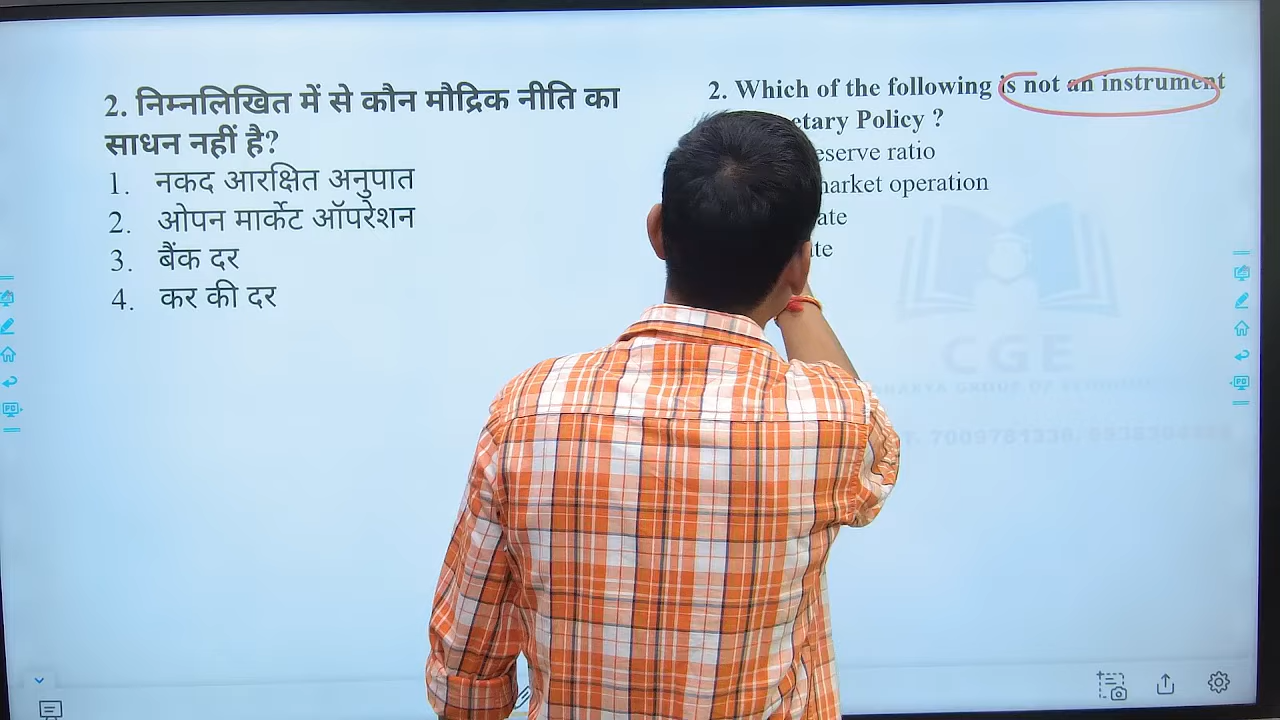 2. निम्नलिखित में से कौन मौद्रिक नीति का
साधन नहीं है?
1. नकद आरक्षित अनुपात
2. ओपन मार्केट ऑपरेशन
3. बैंक दर
4. कर की दर
2. Which of the following is not an instrument
etary Policy ?
eserve ratio
market operation
ate
te
CGE